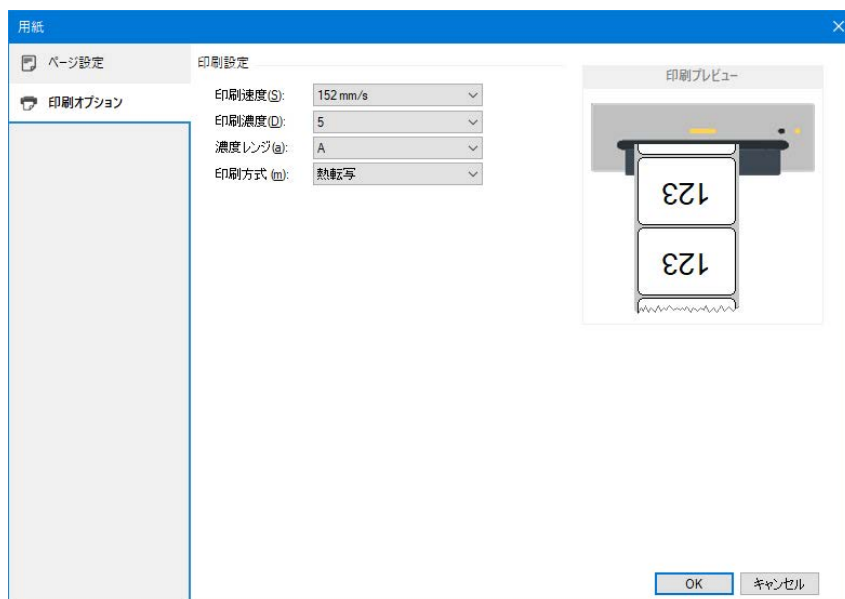 用紙
ページ設定
印刷オプション
印刷設定
印刷速度(S): 152 mm/s
印刷濃度(D): 5
濃度レンジ(a): A
印刷方式 (m): 熱転写
印刷プレビュー
123
123
OK キャンセル